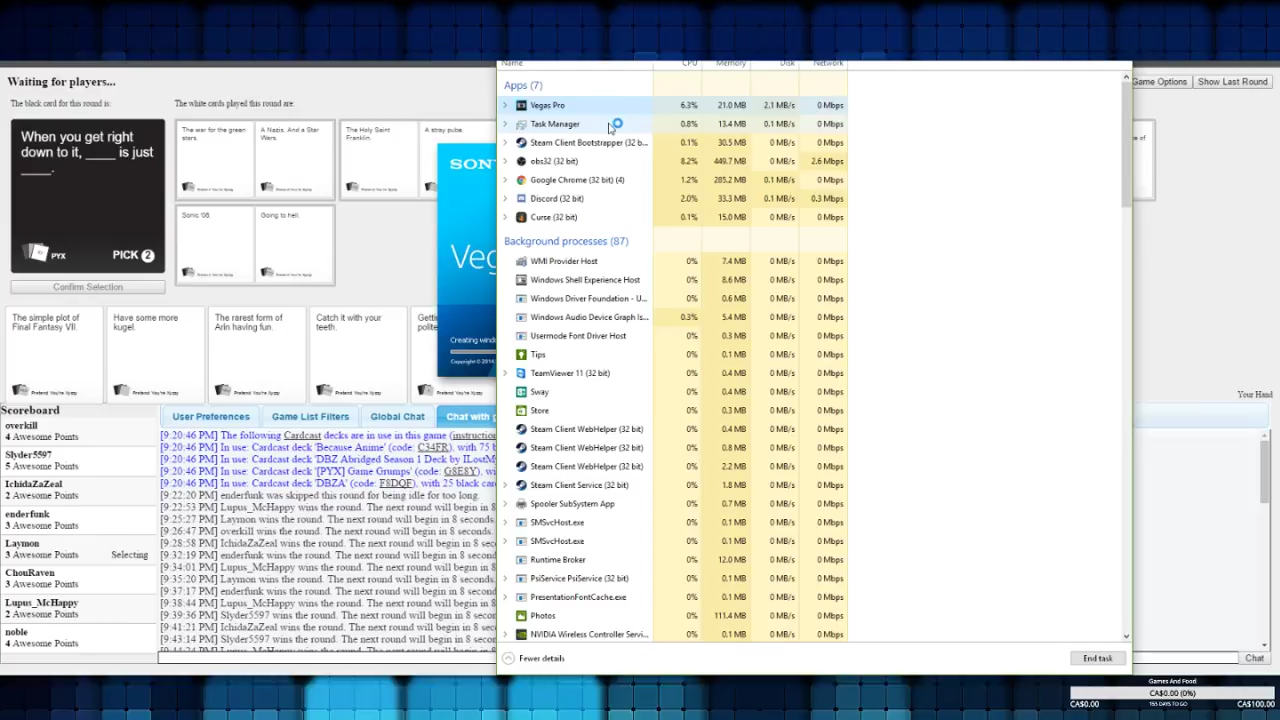 Waiting for players...
The black card for this round is:
The white cards played this round are:
When you get right
down to it, ____ is just
____.
PYX
PICK 2
Confirm Selection
The war for the green
stars.
A Nazi. And a Star
Wars.
The Holy Saint
Franklin.
A stray pube.
Sonic '06.
Going to hell.
Game Options
Show Last Round
SONY
The simple plot of
Final Fantasy VII.
Have some more
kugel.
The rarest form of
Arin having fun.
Catch it with your
teeth.
Pretend You're Xyzzy
Pretend You're Xyzzy
Pretend You're Xyzzy
Pretend You're Xyzzy
Your Hand
Scoreboard
overkill
4 Awesome Points
Slyder5597
5 Awesome Points
IchidaZaZeal
2 Awesome Points
enderfunk
3 Awesome Points
Laymon
3 Awesome Points
Selecting
ChouRaven
3 Awesome Points
Lupus_McHappy
2 Awesome Points
noble
4 Awesome Points
User Preferences
Game List Filters
Global Chat
Chat with
[9:20:46 PM] The following Cardcast decks are in use in this game (instruction
[9:20:46 PM] In use: Cardcast deck 'Because Anime' (code: C34FR), with 75 b
[9:20:46 PM] In use: Cardcast deck 'DBZ Abridged Season 1 Deck by ILostMy
[9:20:46 PM] In use: Cardcast deck '[PYX] Game Grumps' (code: G8E8Y),
[9:20:46 PM] In use: Cardcast deck 'DBZA' (code: F8DQF), with 25 black car
[9:22:20 PM] enderfunk was skipped this round for being idle for too long.
[9:22:53 PM] Lupus_McHappy wins the round. The next round will begin in 8 s
[9:25:27 PM] Laymon wins the round. The next round will begin in 8 seconds.
[9:26:47 PM] overkill wins the round. The next round will begin in 8 seconds.
[9:28:58 PM] IchidaZaZeal wins the round. The next round will begin in 8 seco
[9:32:19 PM] enderfunk wins the round. The next round will begin in 8 seconds
[9:34:01 PM] Lupus_McHappy wins the round. The next round will begin in 8 s
[9:35:20 PM] Laymon wins the round. The next round will begin in 8 seconds.
[9:37:17 PM] enderfunk wins the round. The next round will begin in 8 seconds
[9:38:44 PM] Lupus_McHappy wins the round. The next round will begin in 8 s
[9:39:39 PM] Slyder5597 wins the round. The next round will begin in 8 second
[9:41:21 PM] IchidaZaZeal wins the round. The next round will begin in 8 seco
[9:43:14 PM] Slyder5597 wins the round. The next round will begin in 8 second
Chat
Name CPU Memory Disk Network
Apps (7)
Vegas Pro 6.3% 21.0 MB 2.1 MB/s 0 Mbps
Task Manager 0.8% 13.4 MB 0.1 MB/s 0 Mbps
Steam Client Bootstrapper (32 b... 0.1% 30.5 MB 0 MB/s 0 Mbps
obs32 (32 bit) 8.2% 449.7 MB 0 MB/s 2.6 Mbps
Google Chrome (32 bit) (4) 1.2% 285.2 MB 0.1 MB/s 0 Mbps
Discord (32 bit) 2.0% 33.3 MB 0.1 MB/s 0.3 Mbps
Curse (32 bit) 0.1% 15.0 MB 0 MB/s 0 Mbps
Background processes (87)
WMI Provider Host 0% 7.4 MB 0 MB/s 0 Mbps
Windows Shell Experience Host 0% 8.6 MB 0 MB/s 0 Mbps
Windows Driver Foundation - U... 0% 0.6 MB 0 MB/s 0 Mbps
Windows Audio Device Graph Is... 0.3% 5.4 MB 0 MB/s 0 Mbps
Usermode Font Driver Host 0% 0.3 MB 0 MB/s 0 Mbps
Tips 0% 0.1 MB 0 MB/s 0 Mbps
TeamViewer 11 (32 bit) 0% 0.4 MB 0 MB/s 0 Mbps
Sway 0% 0.4 MB 0 MB/s 0 Mbps
Store 0% 0.4 MB 0 MB/s 0 Mbps
Steam Client WebHelper (32 bit) 0% 0.4 MB 0 MB/s 0 Mbps
Steam Client WebHelper (32 bit) 0% 0.8 MB 0 MB/s 0 Mbps
Steam Client WebHelper (32 bit) 0% 2.2 MB 0 MB/s 0 Mbps
Steam Client Service (32 bit) 0% 1.8 MB 0 MB/s 0 Mbps
Spooler SubSystem App 0% 0.7 MB 0 MB/s 0 Mbps
SMSvcHost.exe 0% 0.1 MB 0 MB/s 0 Mbps
SMSvcHost.exe 0% 0.1 MB 0 MB/s 0 Mbps
Runtime Broker 0% 12.0 MB 0 MB/s 0 Mbps
PsiService PsiService (32 bit) 0% 0.1 MB 0 MB/s 0 Mbps
PresentationFontCache.exe 0% 0.1 MB 0 MB/s 0 Mbps
Photos 0% 111.4 MB 0 MB/s 0 Mbps
NVIDIA Wireless Controller Servi... 0% 0.1 MB 0 MB/s 0 Mbps
Fewer details
End task
Games And Food
CA$0.00 (0%)
CA$0.00
155 DAYS TO GO
CA$100.00